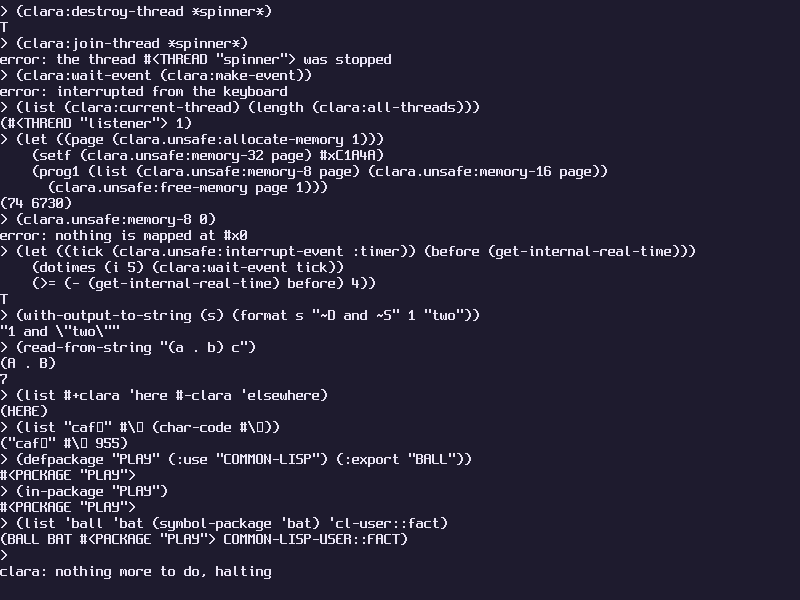 > (clara:destroy-thread *spinner*)
T
> (clara:join-thread *spinner*)
error: the thread #<THREAD "spinner"> was stopped
> (clara:wait-event (clara:make-event))
error: interrupted from the keyboard
> (list (clara:current-thread) (length (clara:all-threads)))
(#<THREAD "listener"> 1)
> (let ((page (clara.unsafe:allocate-memory 1)))
    (setf (clara.unsafe:memory-32 page) #xC1A4A)
    (prog1 (list (clara.unsafe:memory-8 page) (clara.unsafe:memory-16 page))
      (clara.unsafe:free-memory page 1)))
(74 6730)
> (clara.unsafe:memory-8 0)
error: nothing is mapped at #x0
> (let ((tick (clara.unsafe:interrupt-event :timer)) (before (get-internal-real-time)))
    (dotimes (i 5) (clara:wait-event tick))
    (>= (- (get-internal-real-time) before) 4))
T
> (with-output-to-string (s) (format s "~D and ~S" 1 "two"))
"1 and \"two\""
> (read-from-string "(a . b) c")
(A . B)
7
> (list #+clara 'here #-clara 'elsewhere)
(HERE)
> (list "caf▯" #\▯ (char-code #\▯))
("caf▯" #\▯ 955)
> (defpackage "PLAY" (:use "COMMON-LISP") (:export "BALL"))
#<PACKAGE "PLAY">
> (in-package "PLAY")
#<PACKAGE "PLAY">
> (list 'ball 'bat (symbol-package 'bat) 'cl-user::fact)
(BALL BAT #<PACKAGE "PLAY"> COMMON-LISP-USER::FACT)
>
clara: nothing more to do, halting